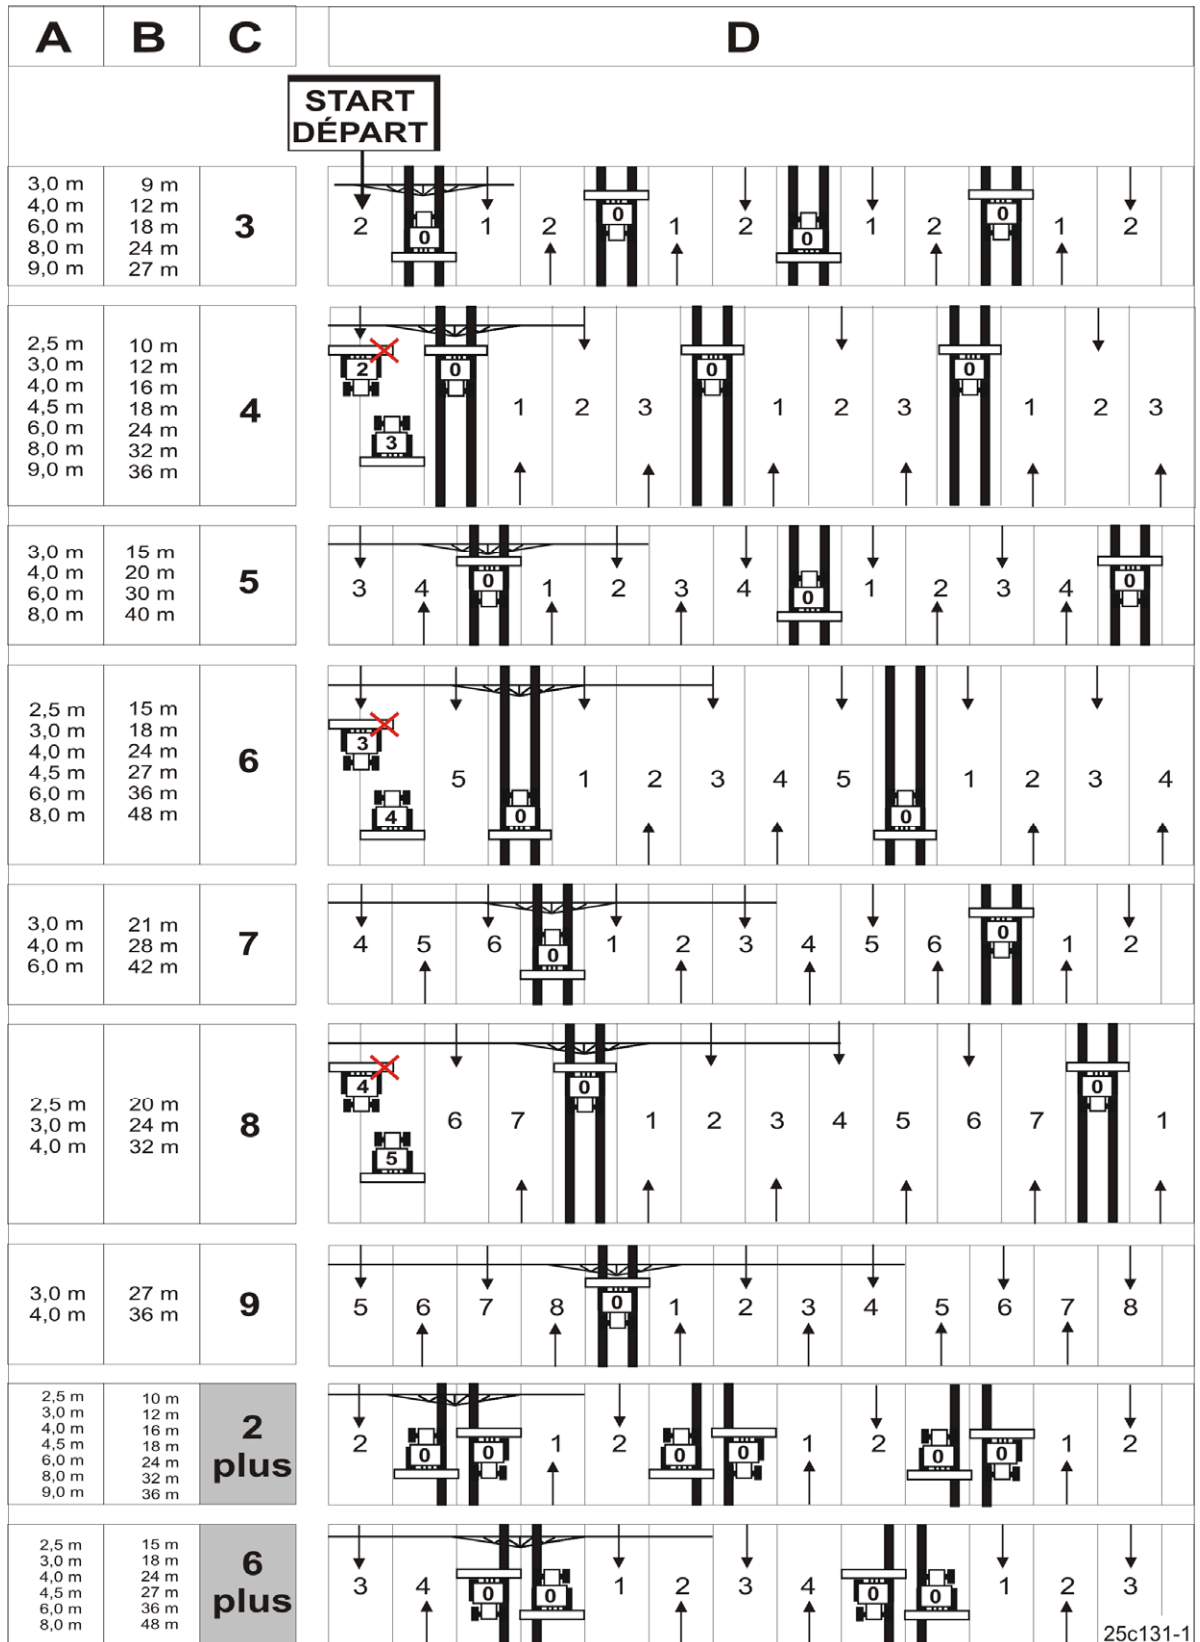 A B C D
START
DÉPART
3,0 m 9 m
4,0 m 12 m
6,0 m 18 m
8,0 m 24 m
9,0 m 27 m
3
2 0 1 2 0 1 2 0 1 2 0 1 2
2,5 m 10 m
3,0 m 12 m
4,0 m 16 m
4,5 m 18 m
6,0 m 24 m
8,0 m 32 m
9,0 m 36 m
4
2 0 0 0
1 2 3 1 2 3 1 2 3
3
3,0 m 15 m
4,0 m 20 m
6,0 m 30 m
8,0 m 40 m
5
3 4 0 1 2 3 4 0 1 2 3 4 0
2,5 m 15 m
3,0 m 18 m
4,0 m 24 m
4,5 m 27 m
6,0 m 36 m
8,0 m 48 m
6
3
5 1 2 3 4 5 1 2 3 4
4 0 0
3,0 m 21 m
4,0 m 28 m
6,0 m 42 m
7
4 5 6 0 1 2 3 4 5 6 0 1 2
2,5 m 20 m
3,0 m 24 m
4,0 m 32 m
8
4 0 0
6 7 1 2 3 4 5 6 7 1
5
3,0 m 27 m
4,0 m 36 m
9
5 6 7 8 0 1 2 3 4 5 6 7 8
2,5 m 10 m
3,0 m 12 m
4,0 m 16 m
4,5 m 18 m
6,0 m 24 m
8,0 m 32 m
9,0 m 36 m
2
plus
2 0 0 1 2 0 0 1 2 0 0 1 2
2,5 m 15 m
3,0 m 18 m
4,0 m 24 m
4,5 m 27 m
6,0 m 36 m
8,0 m 48 m
6
plus
3 4 0 0 1 2 3 4 0 0 1 2 3
25c131-1